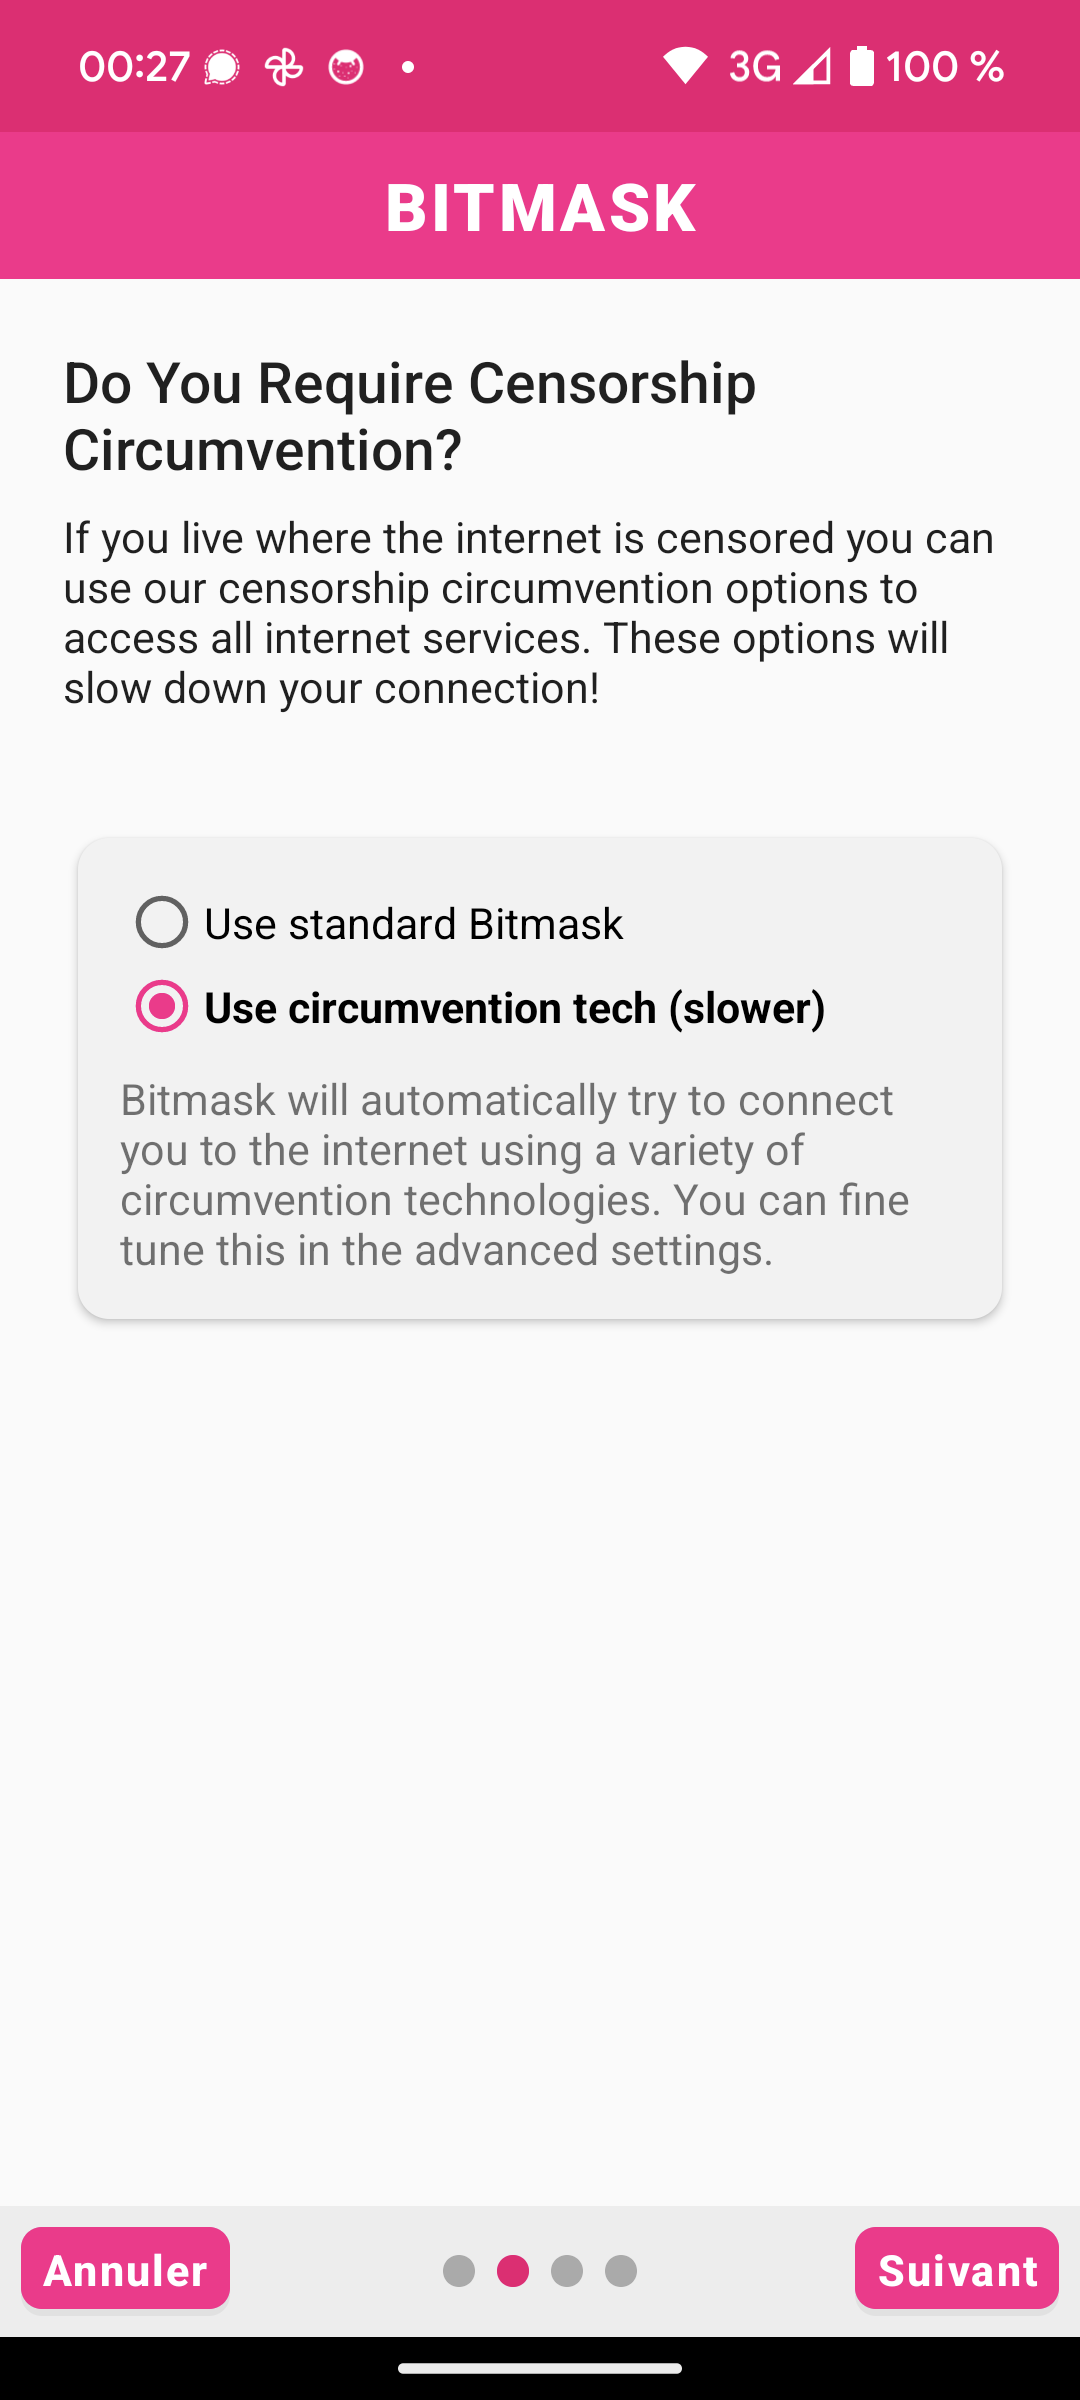 00:27 3G 100 %
BITMASK
Do You Require Censorship
Circumvention?
If you live where the internet is censored you can
use our censorship circumvention options to
access all internet services. These options will
slow down your connection!
Use standard Bitmask
Use circumvention tech (slower)
Bitmask will automatically try to connect
you to the internet using a variety of
circumvention technologies. You can fine
tune this in the advanced settings.
Annuler Suivant